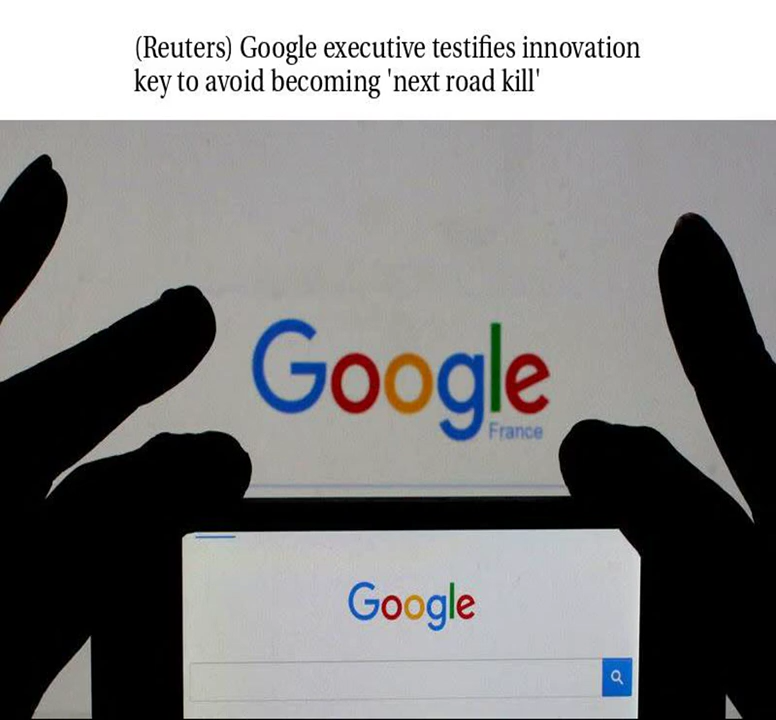 (Reuters) Google executive testifies innovation
key to avoid becoming 'next road kill'
Google
France
Google